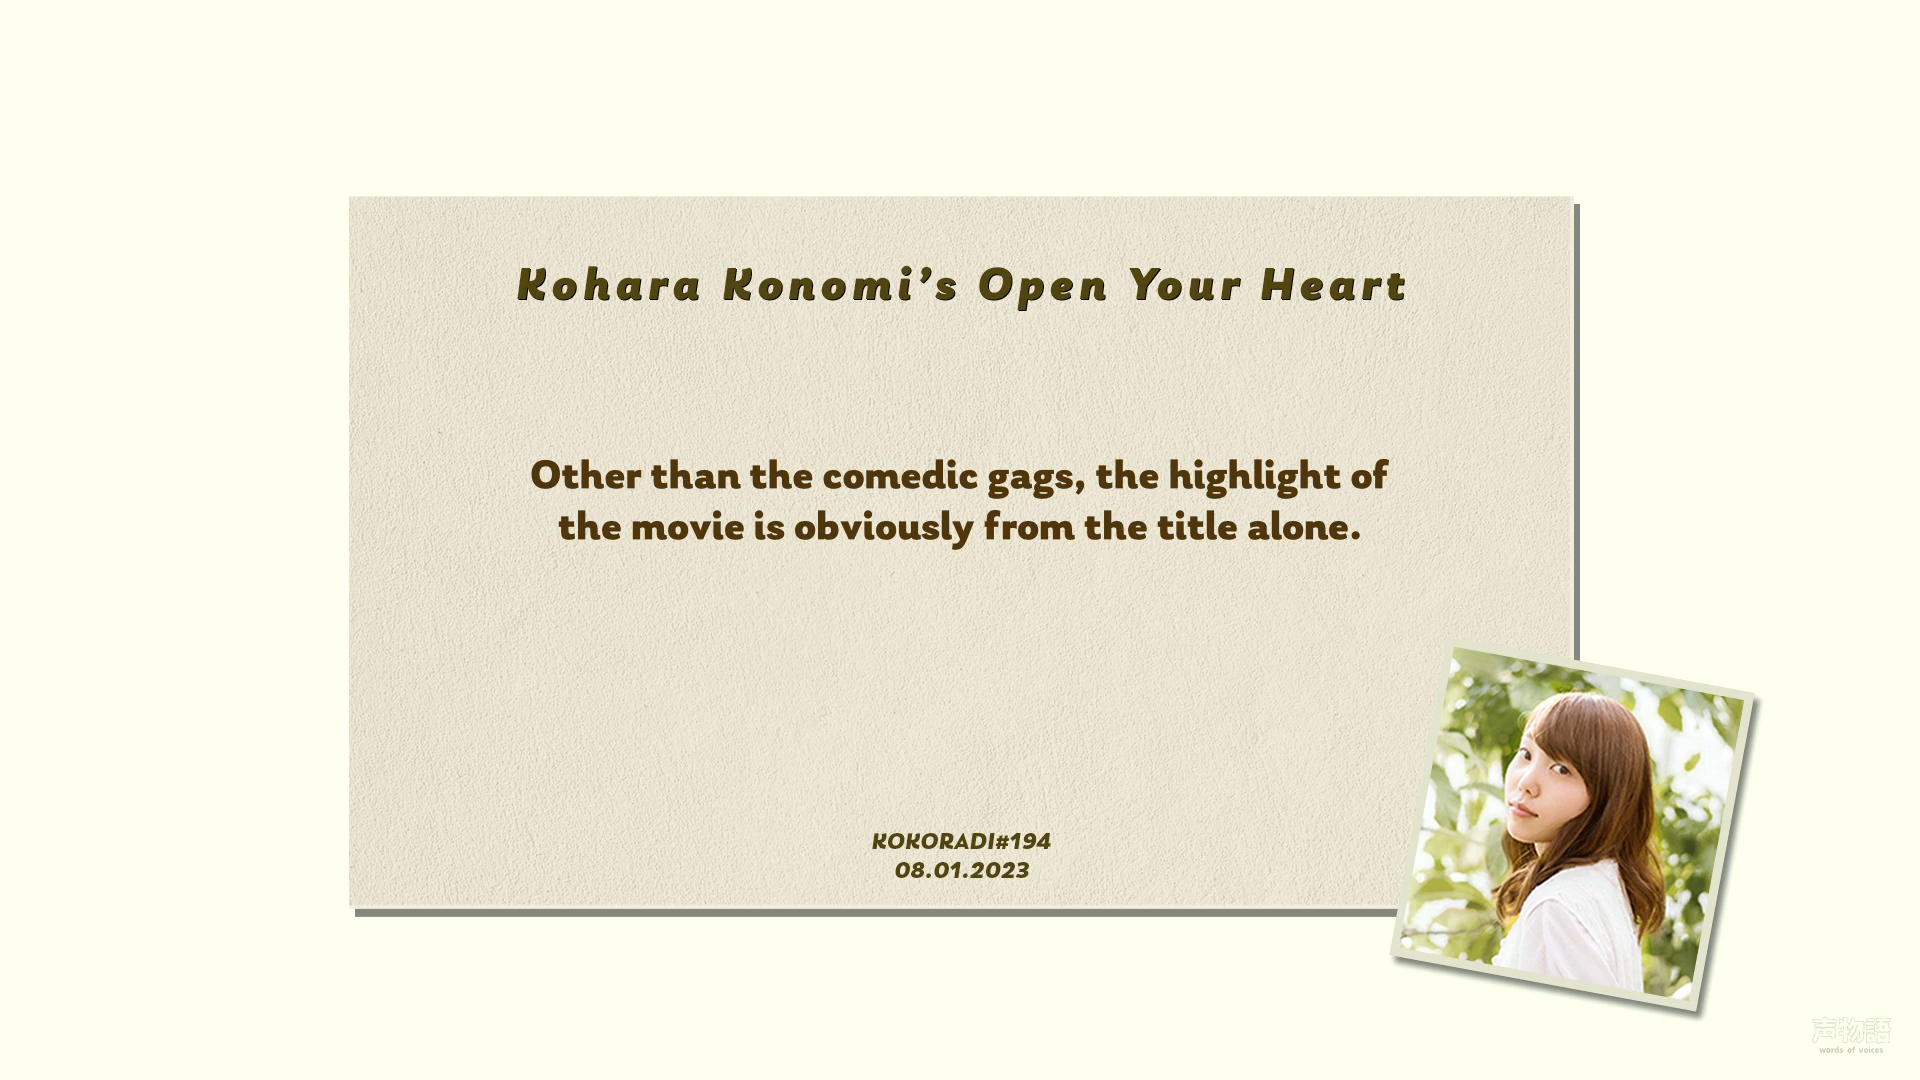 Kohara Konomi’s Open Your Heart
Other than the comedic gags, the highlight of
the movie is obviously from the title alone.
KOKORADI#194
08.01.2023
声物語
words of voices